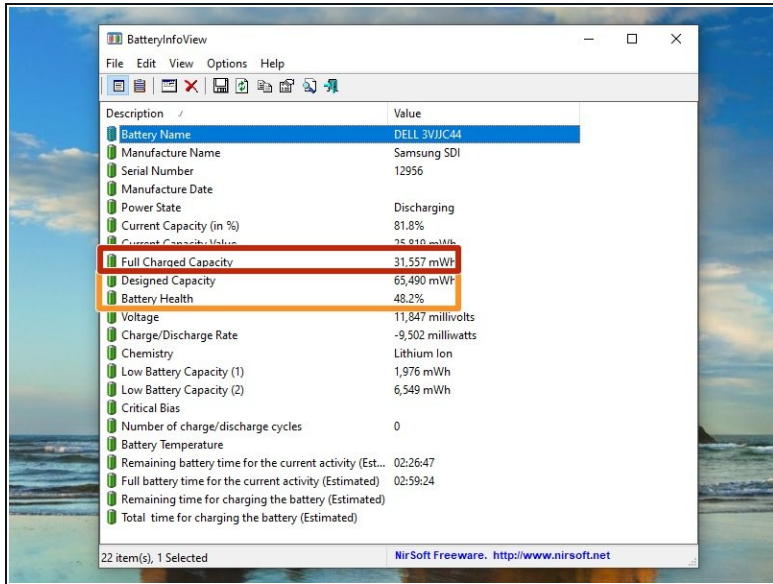 BatteryInfoView
File Edit View Options Help
Description / Value
Battery Name DELL 3VJJC44
Manufacture Name Samsung SDI
Serial Number 12956
Manufacture Date
Power State Discharging
Current Capacity (in %) 81.8%
Current Capacity Value 25,819 mWh
Full Charged Capacity 31,557 mWh
Designed Capacity 65,490 mWh
Battery Health 48.2%
Voltage 11,847 millivolts
Charge/Discharge Rate -9,502 milliwatts
Chemistry Lithium Ion
Low Battery Capacity (1) 1,976 mWh
Low Battery Capacity (2) 6,549 mWh
Critical Bias
Number of charge/discharge cycles 0
Battery Temperature
Remaining battery time for the current activity (Est... 02:26:47
Full battery time for the current activity (Estimated) 02:59:24
Remaining time for charging the battery (Estimated)
Total time for charging the battery (Estimated)
22 item(s), 1 Selected NirSoft Freeware. http://www.nirsoft.net